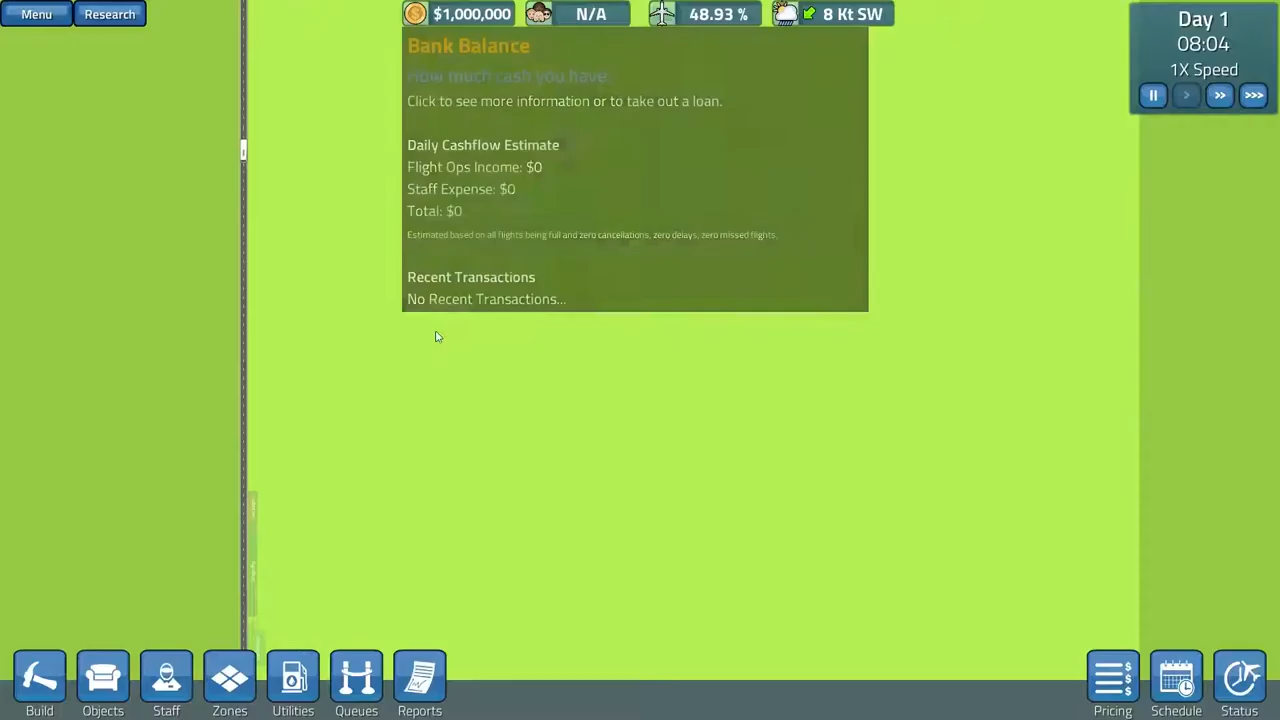 Menu
Research
$1,000,000
N/A
48.93 %
8 Kt SW
Day 1
08:04
1X Speed
Bank Balance
How much cash you have.
Click to see more information or to take out a loan.
Daily Cashflow Estimate
Flight Ops Income: $0
Staff Expense: $0
Total: $0
Estimated based on all flights being full and zero cancellations, zero delays, zero missed flights.
Recent Transactions
No Recent Transactions...
Build
Objects
Staff
Zones
Utilities
Queues
Reports
Pricing
Schedule
Status